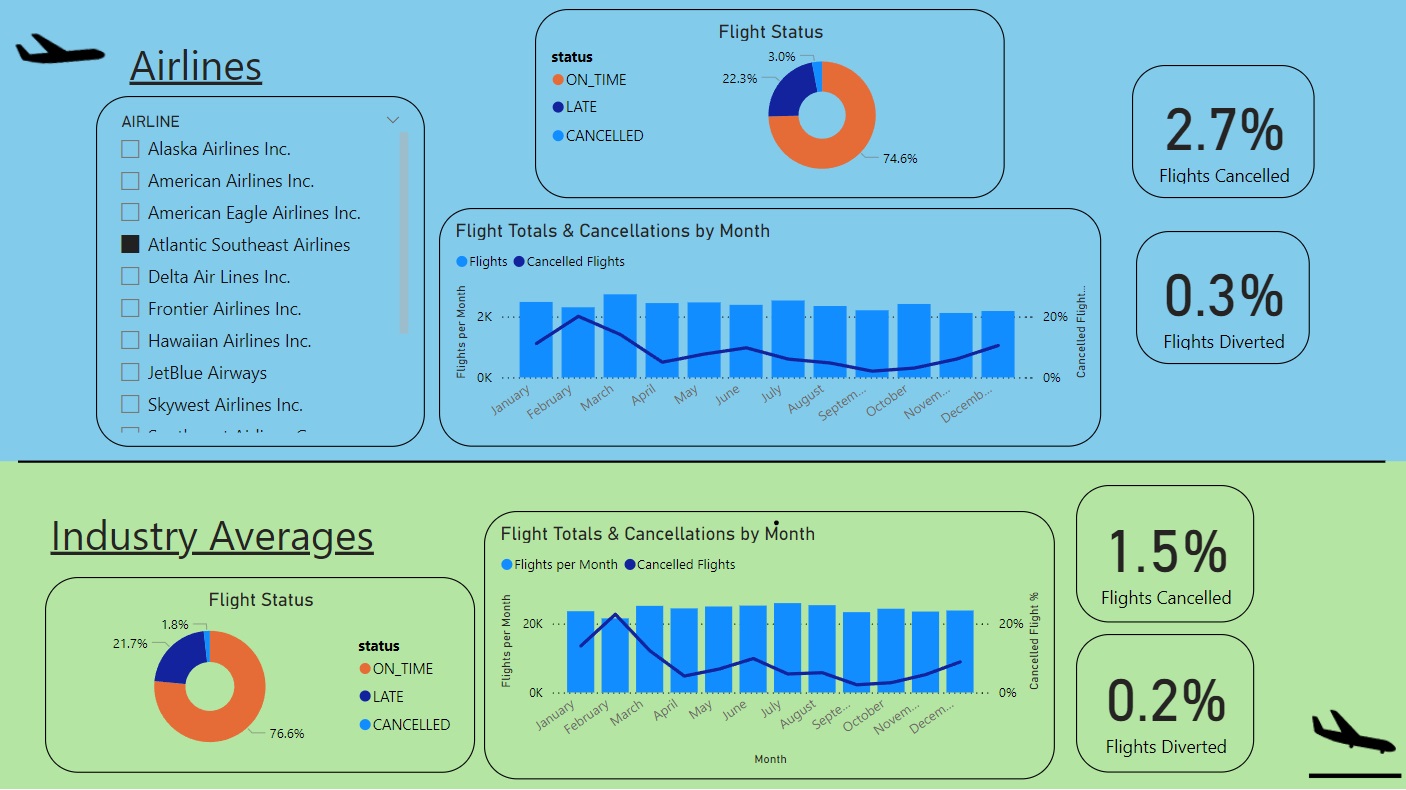 Airlines
AIRLINE
Alaska Airlines Inc.
American Airlines Inc.
American Eagle Airlines Inc.
Atlantic Southeast Airlines
Delta Air Lines Inc.
Frontier Airlines Inc.
Hawaiian Airlines Inc.
JetBlue Airways
Skywest Airlines Inc.
Flight Status
status
ON_TIME
LATE
CANCELLED
3.0%
22.3%
74.6%
2.7%
Flights Cancelled
0.3%
Flights Diverted
Flight Totals & Cancellations by Month
Flights Cancelled Flights
Flights per Month
2K
0K
20%
0%
Cancelled Flight...
January
February
March
April
May
June
July
August
Septem...
October
Novem...
Decemb...
Industry Averages
Flight Status
1.8%
21.7%
76.6%
status
ON_TIME
LATE
CANCELLED
Flight Totals & Cancellations by Month
Flights per Month Cancelled Flights
Flights per Month
20K
0K
20%
0%
Cancelled Flight %
January
February
March
April
May
June
July
August
Septe...
October
Novem...
Decem...
Month
1.5%
Flights Cancelled
0.2%
Flights Diverted